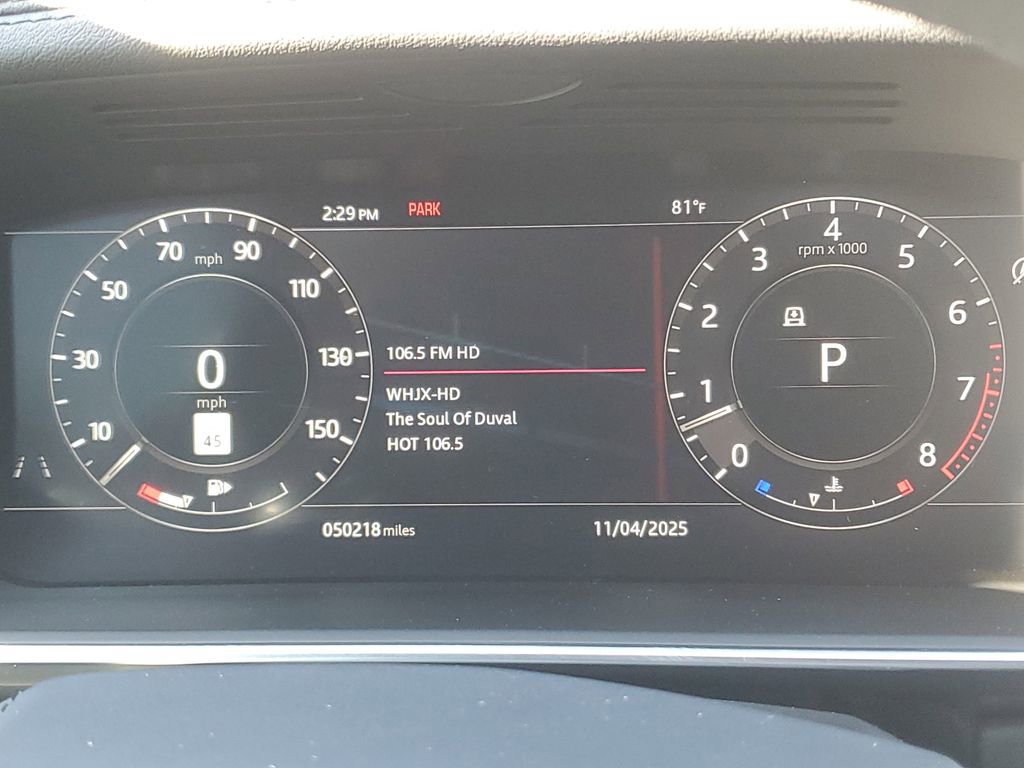 2:29 PM PARK 81°F
70 mph 90
50 110
30 130
10 150
0
mph
45
106.5 FM HD
WHJX-HD
The Soul Of Duval
HOT 106.5
4
rpm x 1000
3 5
2 6
1 7
0 8
P
050218 miles 11/04/2025